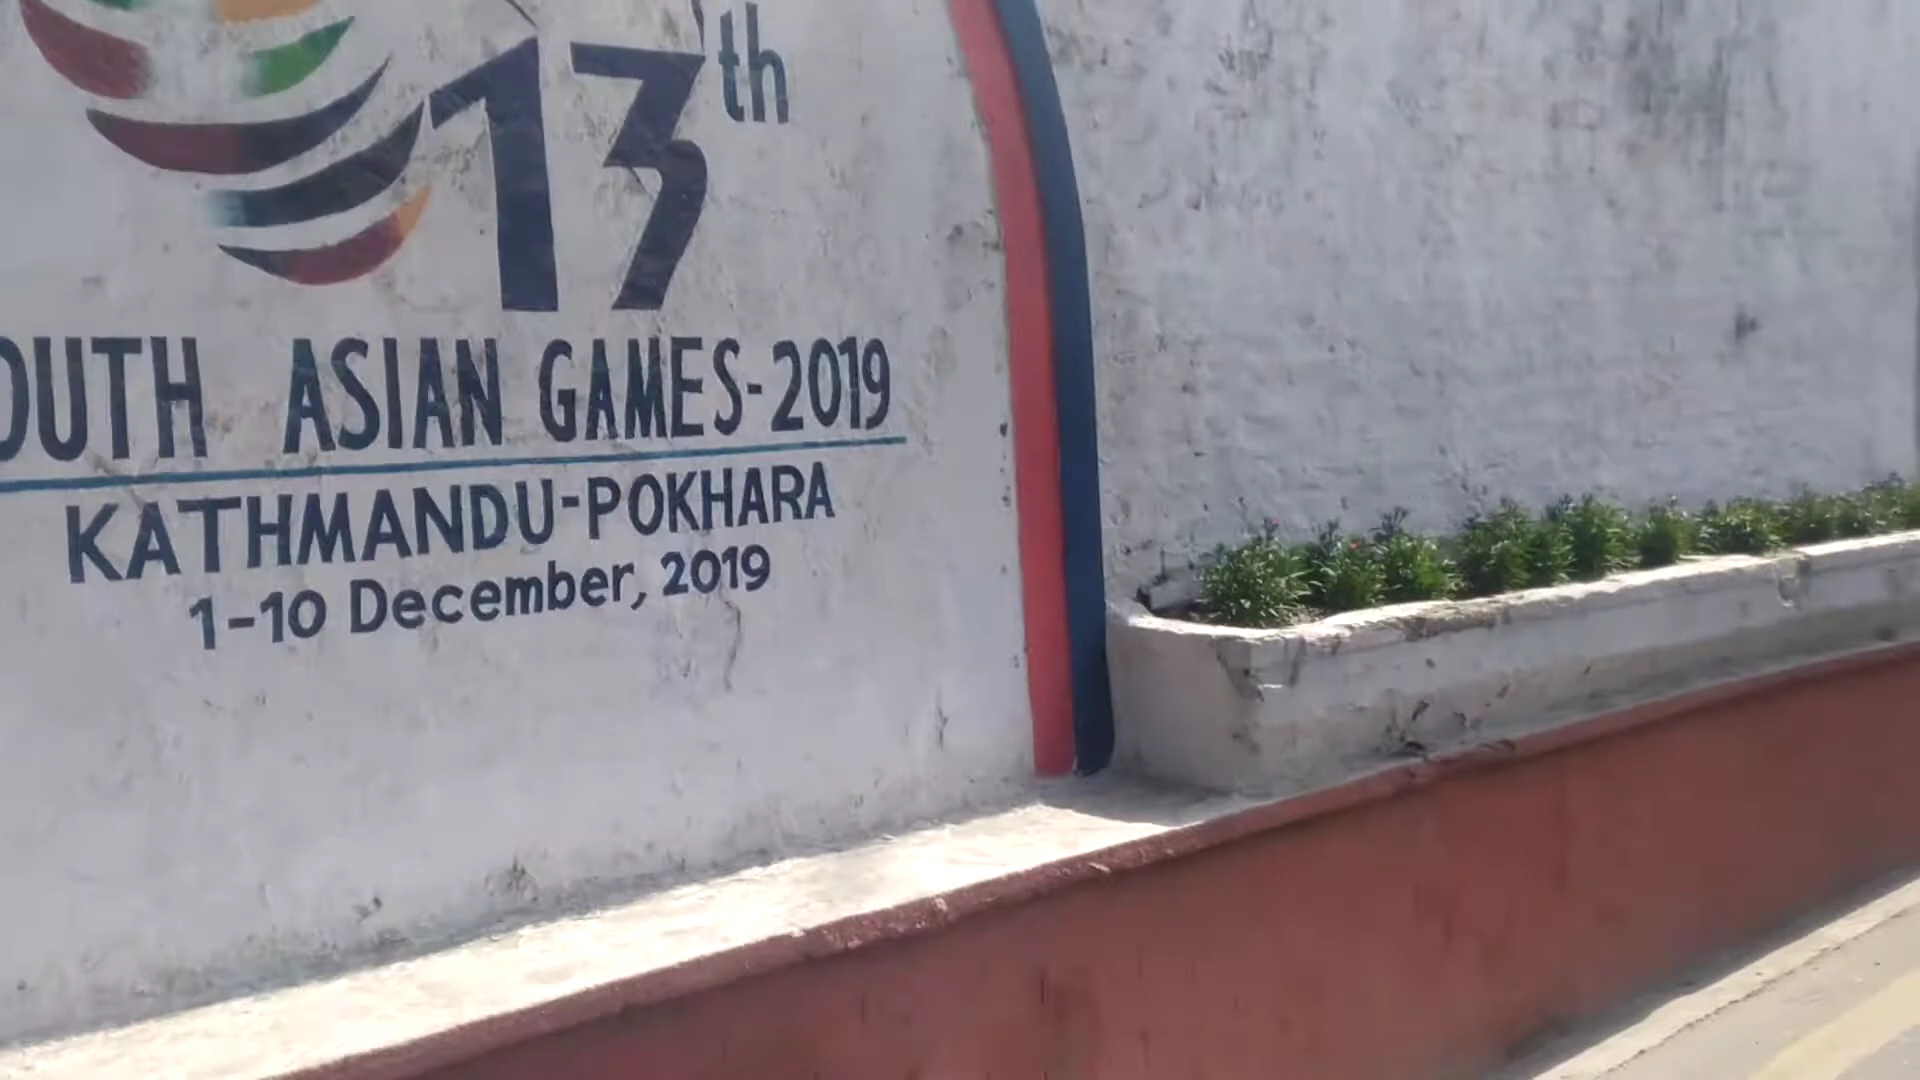 13th
OUTH ASIAN GAMES-2019
KATHMANDU-POKHARA
1-10 December, 2019